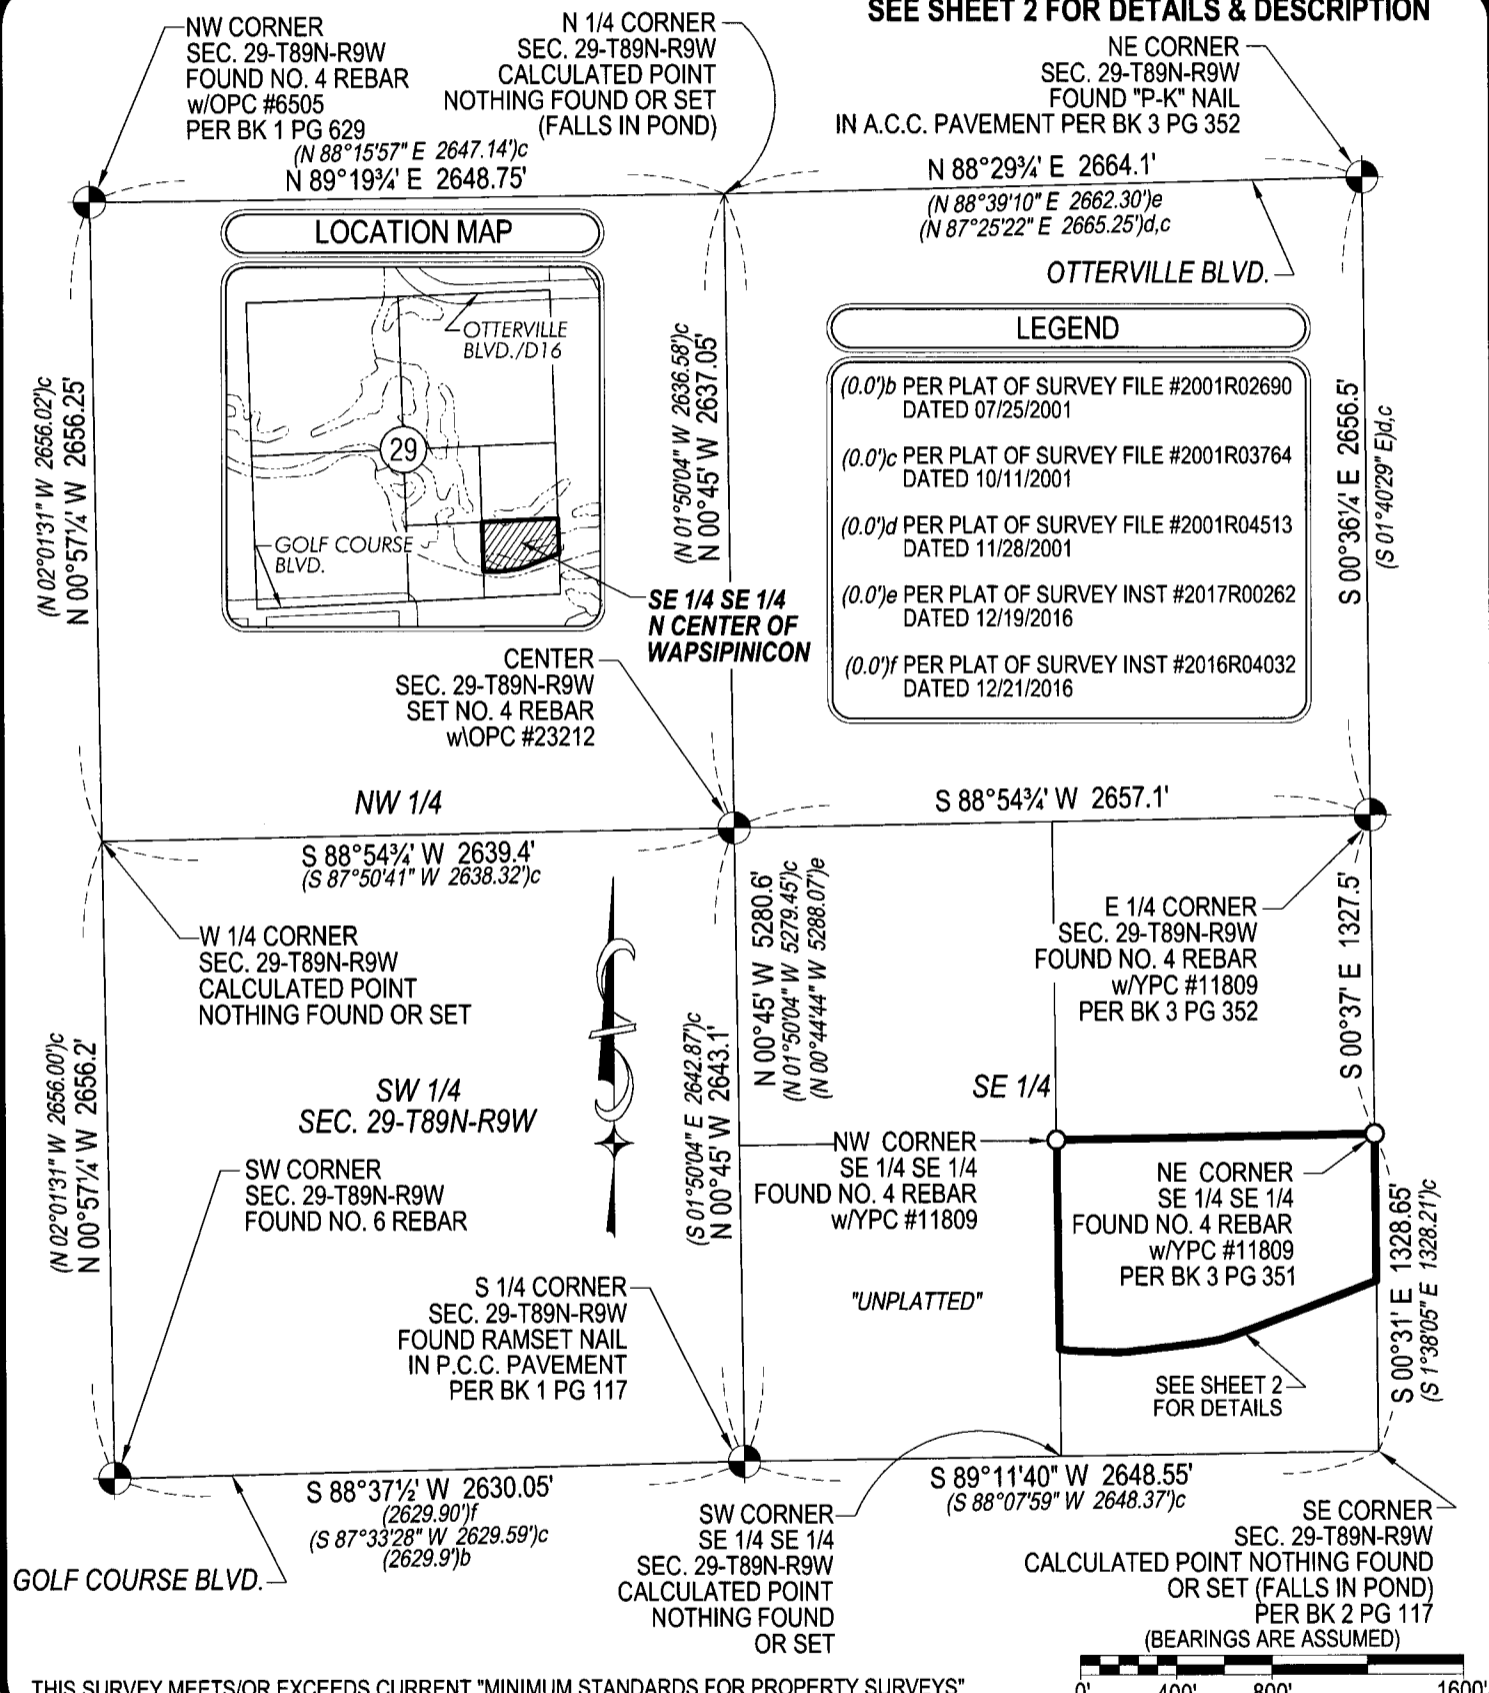 SEE SHEET 2 FOR DETAILS & DESCRIPTION
NW CORNER
SEC. 29-T89N-R9W
FOUND NO. 4 REBAR
w/OPC #6505
PER BK 1 PG 629
(N 88°15'57" E 2647.14')c
N 89°19¾' E 2648.75'
N 1/4 CORNER
SEC. 29-T89N-R9W
CALCULATED POINT
NOTHING FOUND OR SET
(FALLS IN POND)
NE CORNER
SEC. 29-T89N-R9W
FOUND "P-K" NAIL
IN A.C.C. PAVEMENT PER BK 3 PG 352
N 88°29¾' E 2664.1'
(N 88°39'10" E 2662.30')e
(N 87°25'22" E 2665.25')d,c
OTTERVILLE BLVD.
LOCATION MAP
OTTERVILLE
BLVD./D16
29
GOLF COURSE
BLVD.
SE 1/4 SE 1/4
N CENTER OF
WAPSIPINICON
LEGEND
(0.0')b PER PLAT OF SURVEY FILE #2001R02690
DATED 07/25/2001
(0.0')c PER PLAT OF SURVEY FILE #2001R03764
DATED 10/11/2001
(0.0')d PER PLAT OF SURVEY FILE #2001R04513
DATED 11/28/2001
(0.0')e PER PLAT OF SURVEY INST #2017R00262
DATED 12/19/2016
(0.0')f PER PLAT OF SURVEY INST #2016R04032
DATED 12/21/2016
(N 02°01'31" W 2656.02')c
N 00°57¼' W 2656.25'
(N 01°50'04" W 2636.58')c
N 00°45' W 2637.05'
S 00°36¼' E 2656.5'
(S 01°40'29" E)d,c
CENTER
SEC. 29-T89N-R9W
SET NO. 4 REBAR
w\OPC #23212
NW 1/4
S 88°54¾' W 2639.4'
(S 87°50'41" W 2638.32')c
S 88°54¾' W 2657.1'
W 1/4 CORNER
SEC. 29-T89N-R9W
CALCULATED POINT
NOTHING FOUND OR SET
N 00°45' W 5280.6'
(N 01°50'04" W 5279.45')c
(N 00°44'44" W 5288.07')e
E 1/4 CORNER
SEC. 29-T89N-R9W
FOUND NO. 4 REBAR
w/YPC #11809
PER BK 3 PG 352
S 00°37' E 1327.5'
(N 02°01'31" W 2656.00')c
N 00°57¼' W 2656.2'
SW 1/4
SEC. 29-T89N-R9W
(S 01°50'04" E 2642.87')c
N 00°45' W 2643.1'
SE 1/4
SW CORNER
SEC. 29-T89N-R9W
FOUND NO. 6 REBAR
NW CORNER
SE 1/4 SE 1/4
FOUND NO. 4 REBAR
w/YPC #11809
NE CORNER
SE 1/4 SE 1/4
FOUND NO. 4 REBAR
w/YPC #11809
PER BK 3 PG 351
S 00°31' E 1328.65'
(S 1°38'05" E 1328.21')c
S 1/4 CORNER
SEC. 29-T89N-R9W
FOUND RAMSET NAIL
IN P.C.C. PAVEMENT
PER BK 1 PG 117
"UNPLATTED"
SEE SHEET 2
FOR DETAILS
S 88°37½' W 2630.05'
(2629.90')f
(S 87°33'28" W 2629.59')c
(2629.9')b
GOLF COURSE BLVD.
S 89°11'40" W 2648.55'
(S 88°07'59" W 2648.37')c
SW CORNER
SE 1/4 SE 1/4
SEC. 29-T89N-R9W
CALCULATED POINT
NOTHING FOUND
OR SET
SE CORNER
SEC. 29-T89N-R9W
CALCULATED POINT NOTHING FOUND
OR SET (FALLS IN POND)
PER BK 2 PG 117
(BEARINGS ARE ASSUMED)
0' 400' 800' 1600'
THIS SURVEY MEETS/OR EXCEEDS CURRENT "MINIMUM STANDARDS FOR PROPERTY SURVEYS"